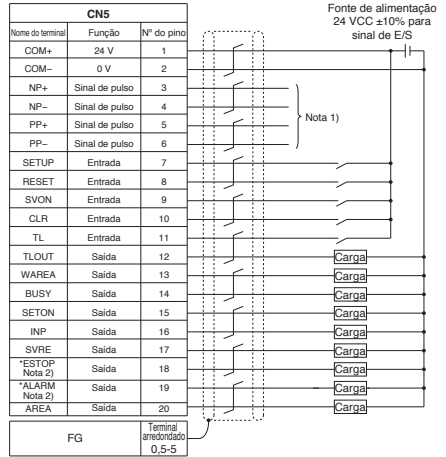 Fonte de alimentação
24 VCC ±10% para
sinal de E/S
CN5
Nome do terminal Função Nº do pino
COM+ 24 V 1
COM− 0 V 2
NP+ Sinal de pulso 3
NP− Sinal de pulso 4
PP+ Sinal de pulso 5
PP− Sinal de pulso 6
Nota 1)
SETUP Entrada 7
RESET Entrada 8
SVON Entrada 9
CLR Entrada 10
TL Entrada 11
TLOUT Saída 12 Carga
WAREA Saída 13 Carga
BUSY Saída 14 Carga
SETON Saída 15 Carga
INP Saída 16 Carga
SVRE Saída 17 Carga
*ESTOP Nota 2) Saída 18 Carga
*ALARM Nota 2) Saída 19 Carga
AREA Saída 20 Carga
FG Terminal arredondado 0,5-5